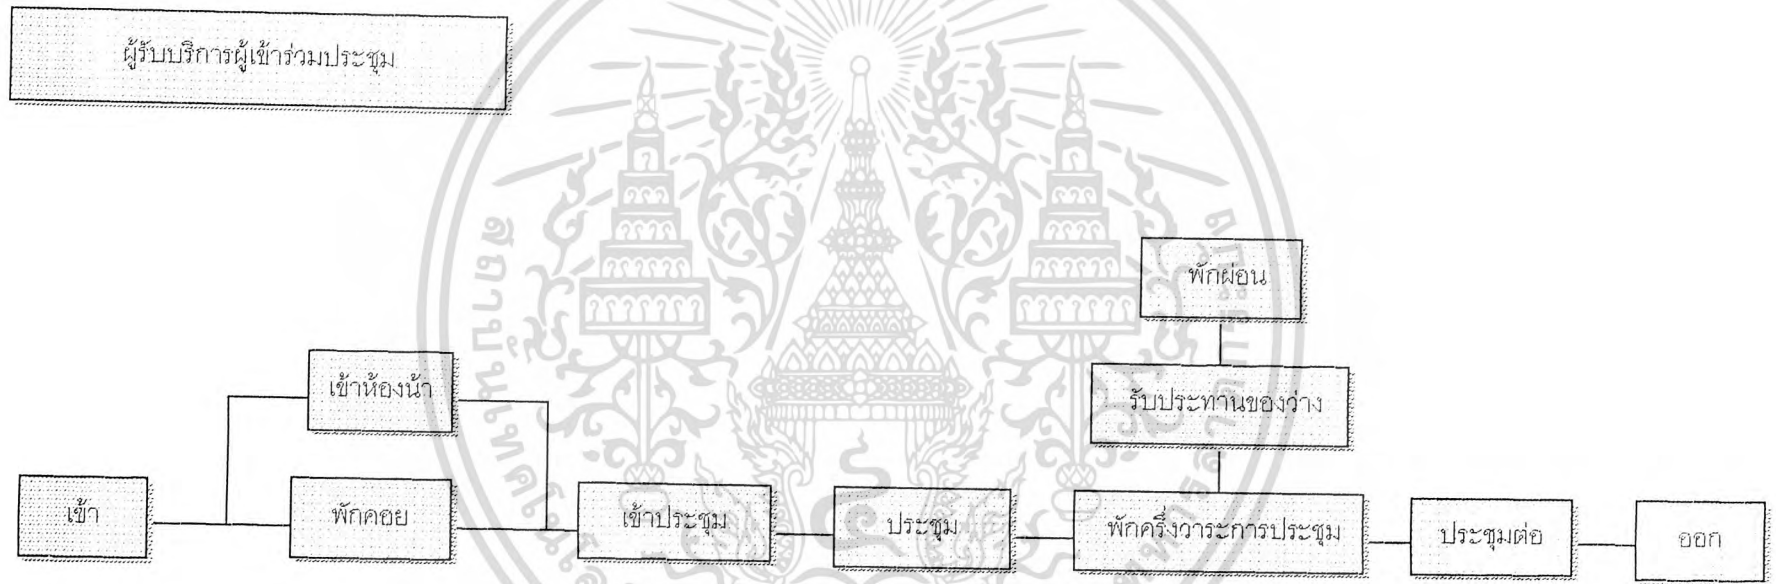 ผู้รับบริการผู้เข้าร่วมประชุม
พักผ่อน
เข้าห้องน้ำ
รับประทานของว่าง
เข้า
พักคอย
เข้าประชุม
ประชุม
พักครึ่งวาระการประชุม
ประชุมต่อ
ออก